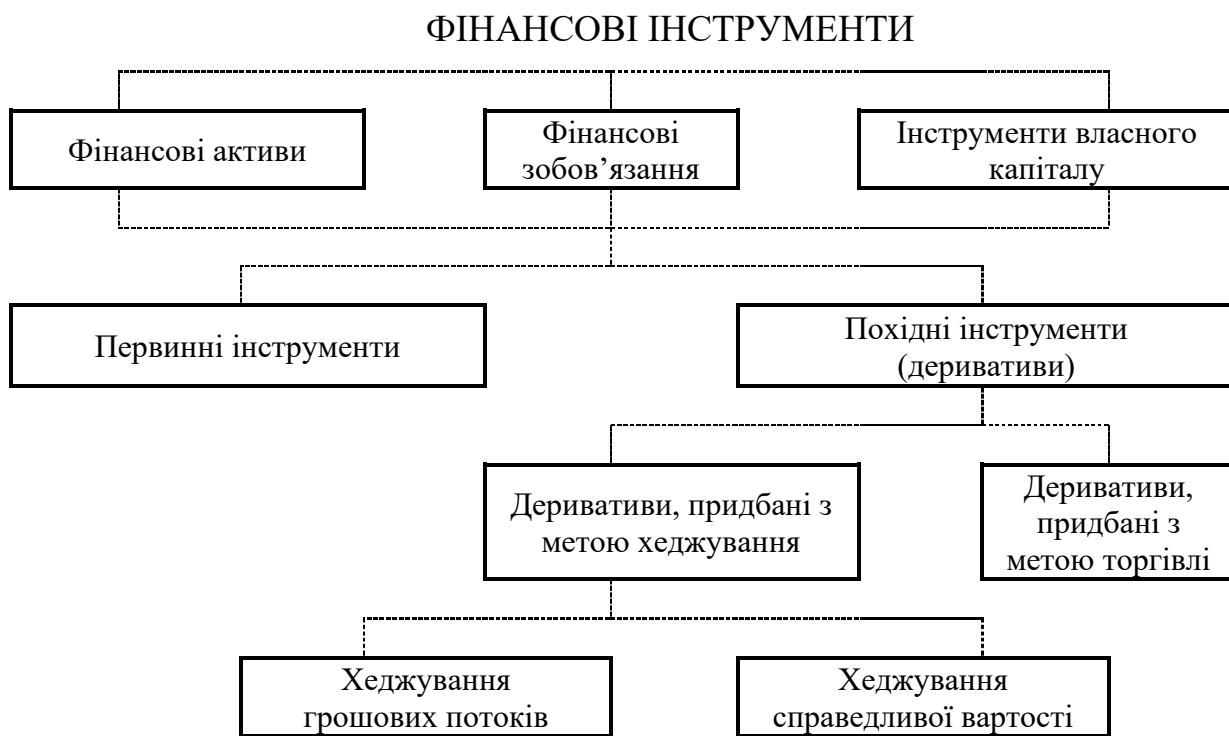 ФІНАНСОВІ ІНСТРУМЕНТИ
Фінансові активи
Фінансові
зобов’язання
Інструменти власного
капіталу
Первинні інструменти
Похідні інструменти
(деривативи)
Деривативи, придбані з
метою хеджування
Деривативи,
придбані з
метою торгівлі
Хеджування
грошових потоків
Хеджування
справедливої вартості